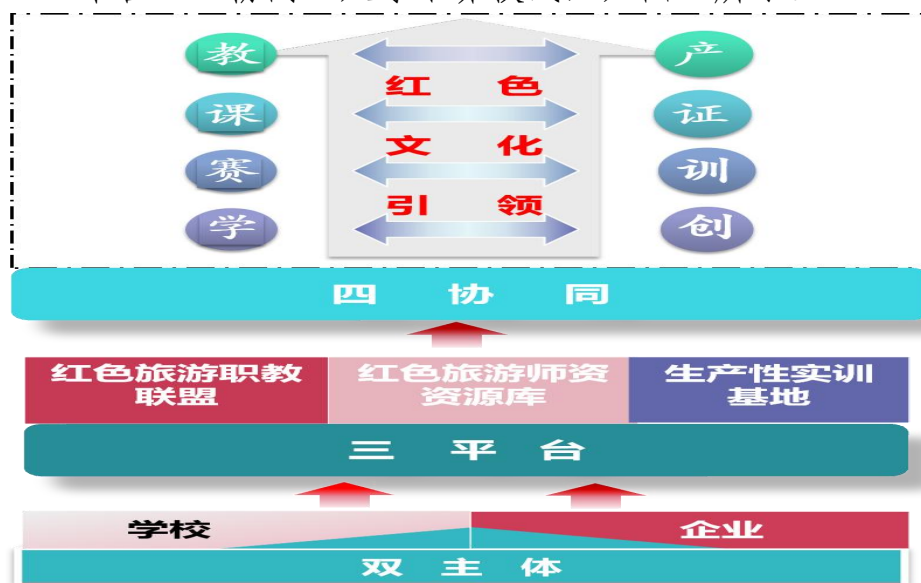 教 产
红 色
课 证
文 化
赛 训
引 领
学 创
四 协 同
红色旅游职教
联盟
红色旅游师资
资源库
生产性实训
基地
三 平 台
学校 企业
双 主 体